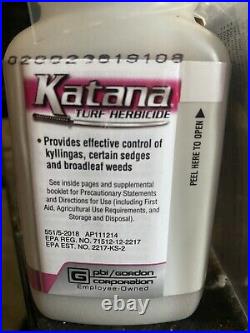 Katana
TURF HERBICIDE
• Provides effective control of
kyllingas, certain sedges
and broadleaf weeds
See inside pages and supplemental
booklet for Precautionary Statements
and Directions for Use (including First
Aid, Agricultural Use Requirements, and
Storage and Disposal).
551/5-2018 AP111214
EPA REG. NO. 71512-12-2217
EPA EST. NO. 2217-KS-2
pbi/gordon
corporation
Employee-Owned
PEEL HERE TO OPEN